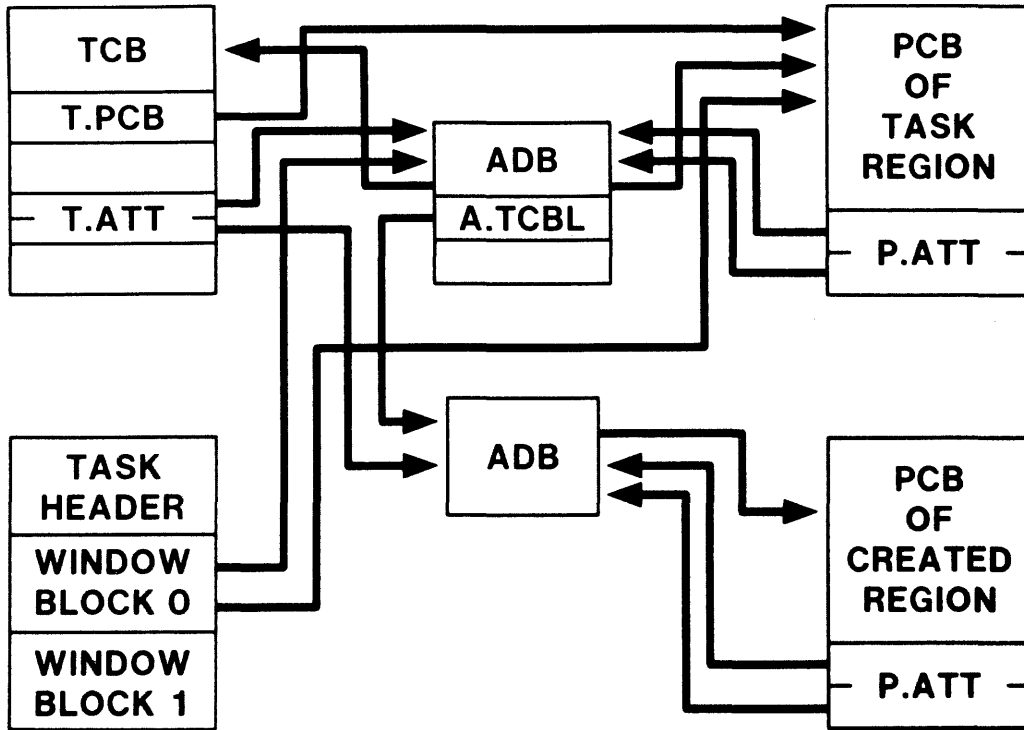 TCB
T.PCB
T.ATT
ADB
A.TCBL
PCB
OF
TASK
REGION
P.ATT
TASK
HEADER
WINDOW
BLOCK 0
WINDOW
BLOCK 1
ADB
PCB
OF
CREATED
REGION
P.ATT